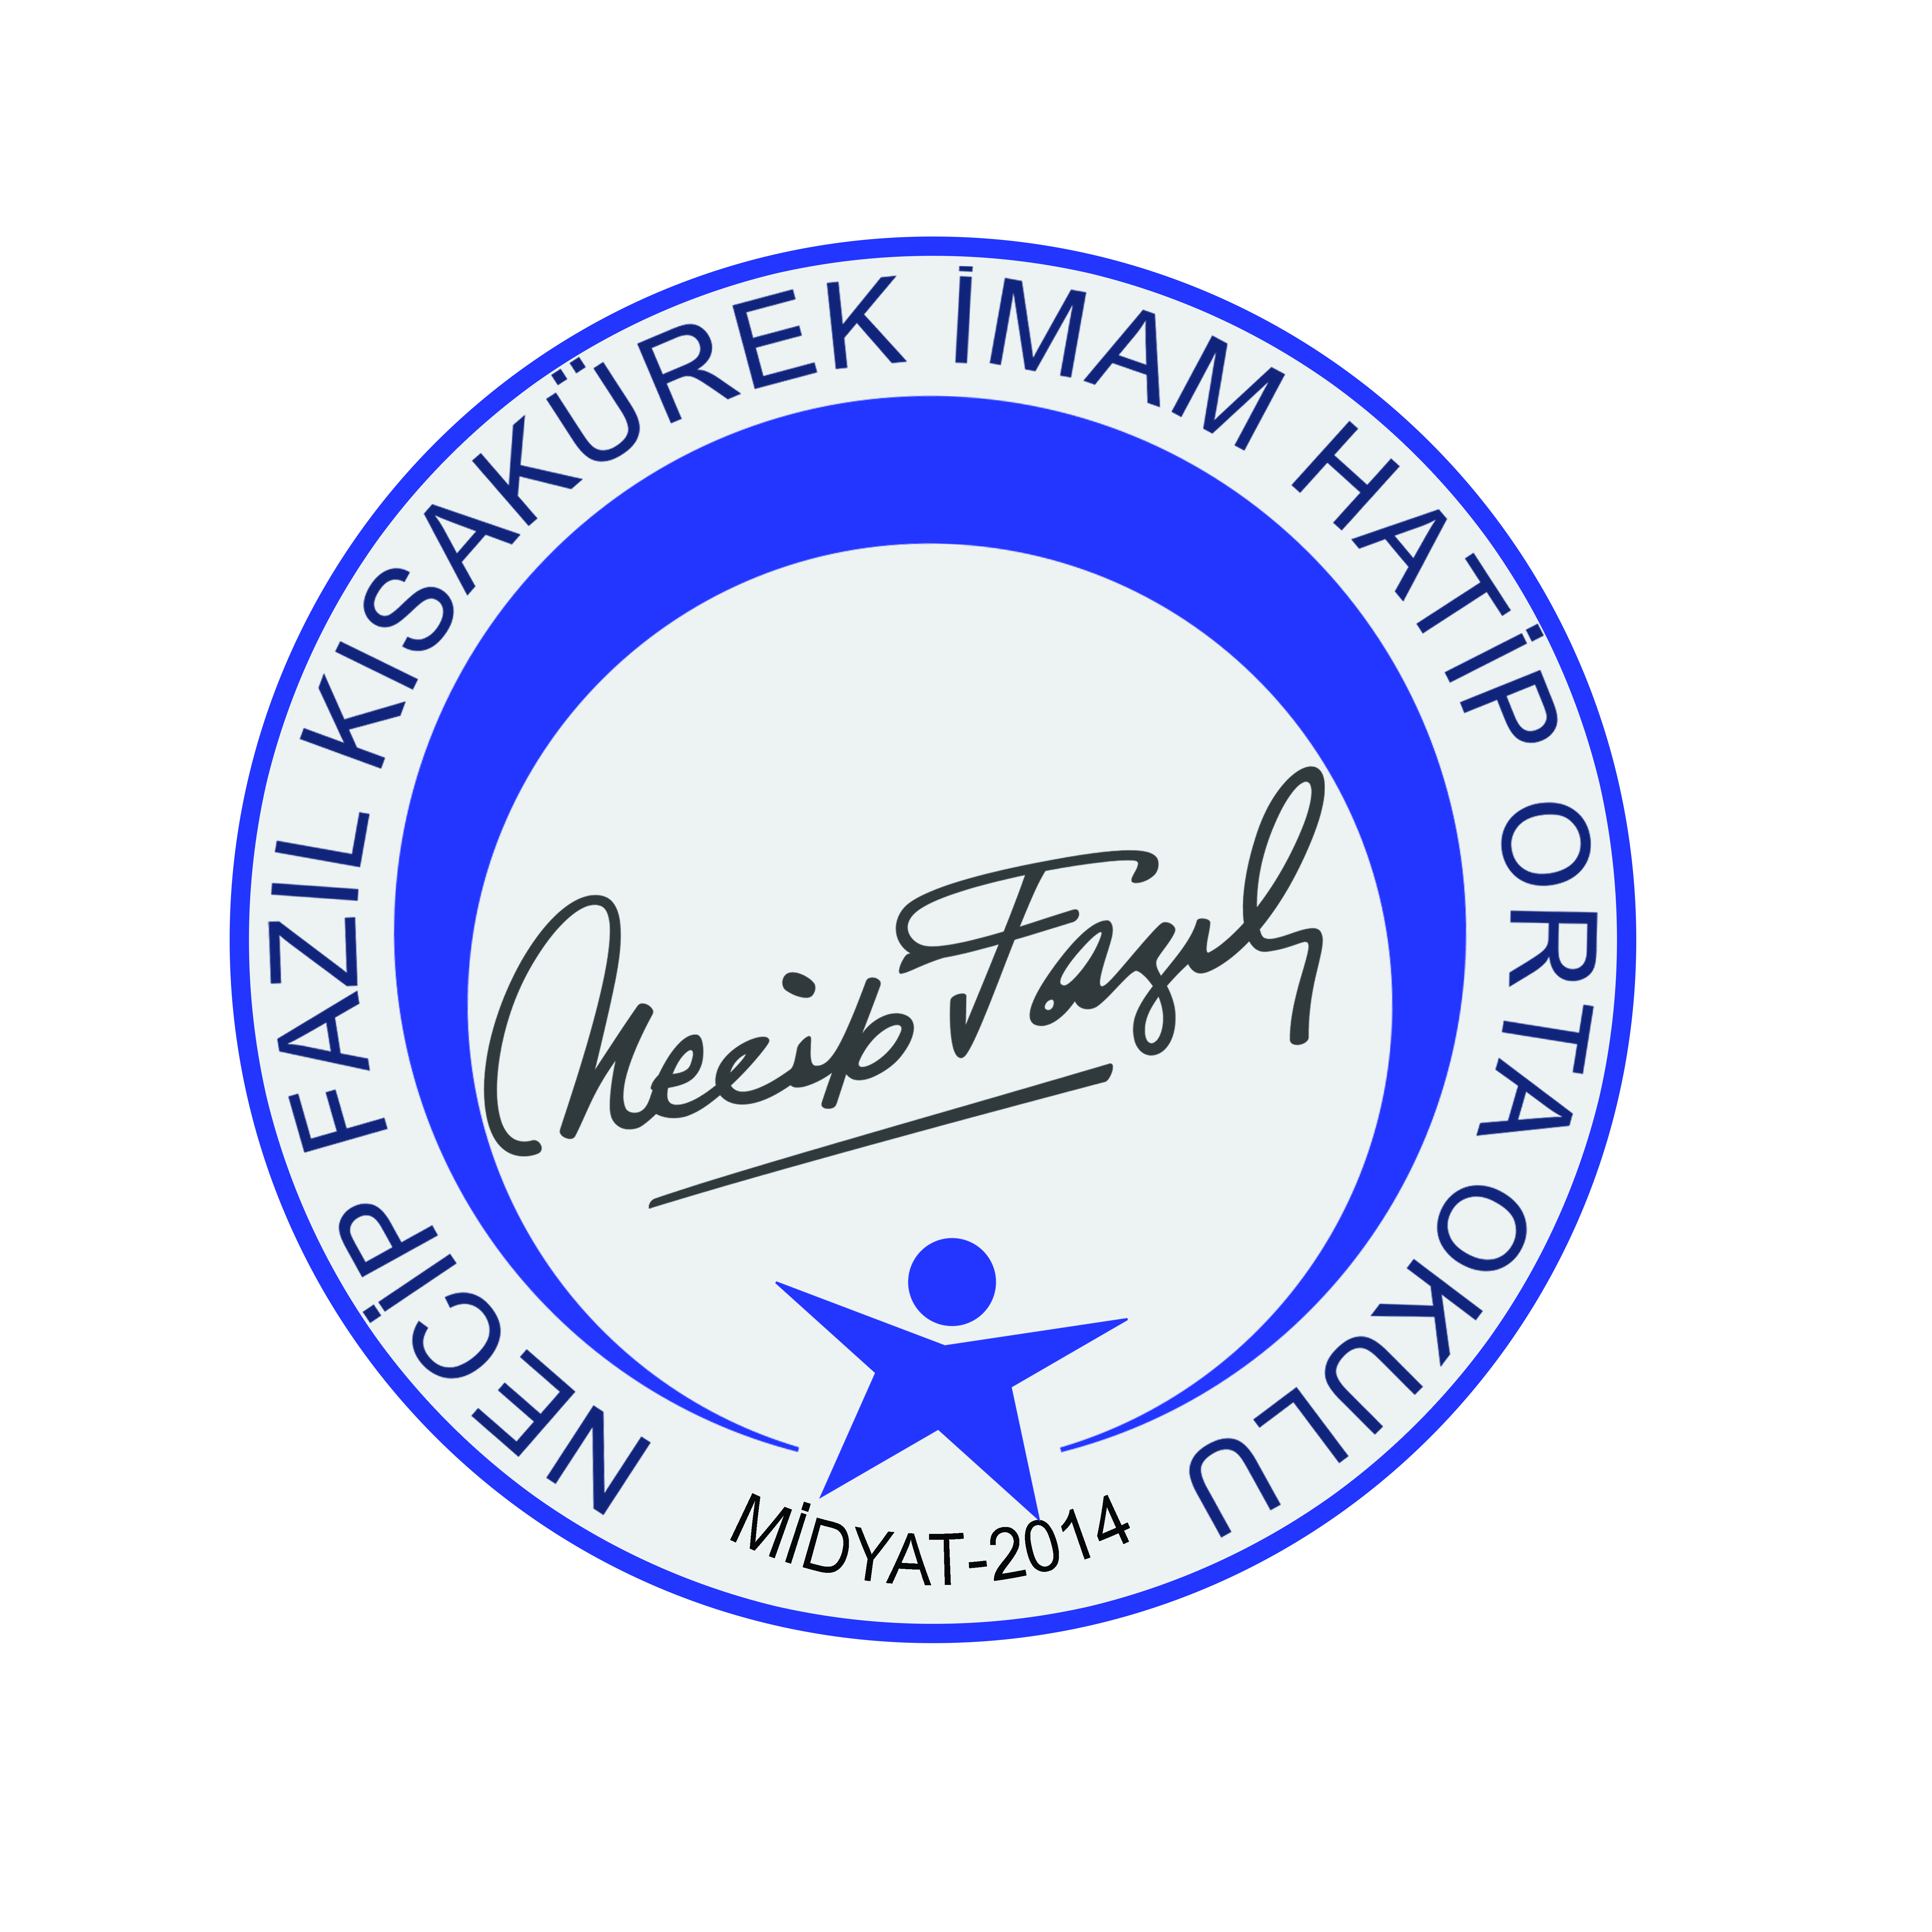 NECİP FAZIL KISAKÜREK İMAM HATİP ORTA OKULU
Necip Fazıl
MİDYAT-2014